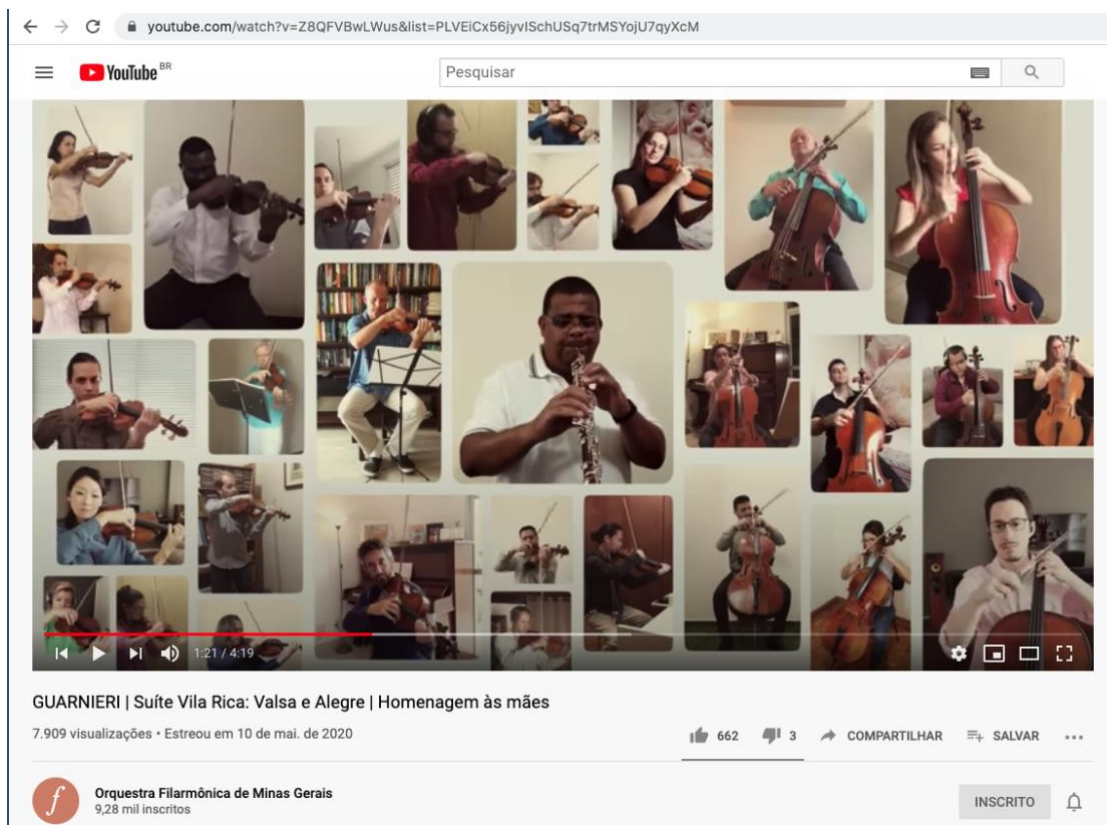 youtube.com/watch?v=Z8QFVBwLWus&list=PLVEiCx56jyvISchUSq7trMSYojU7qyXcM
YouTube BR
Pesquisar
1:21 / 4:19
GUARNIERI | Suíte Vila Rica: Valsa e Alegre | Homenagem às mães
7.909 visualizações • Estreou em 10 de mai. de 2020
662 3 COMPARTILHAR SALVAR
f
Orquestra Filarmônica de Minas Gerais
9,28 mil inscritos
INSCRITO